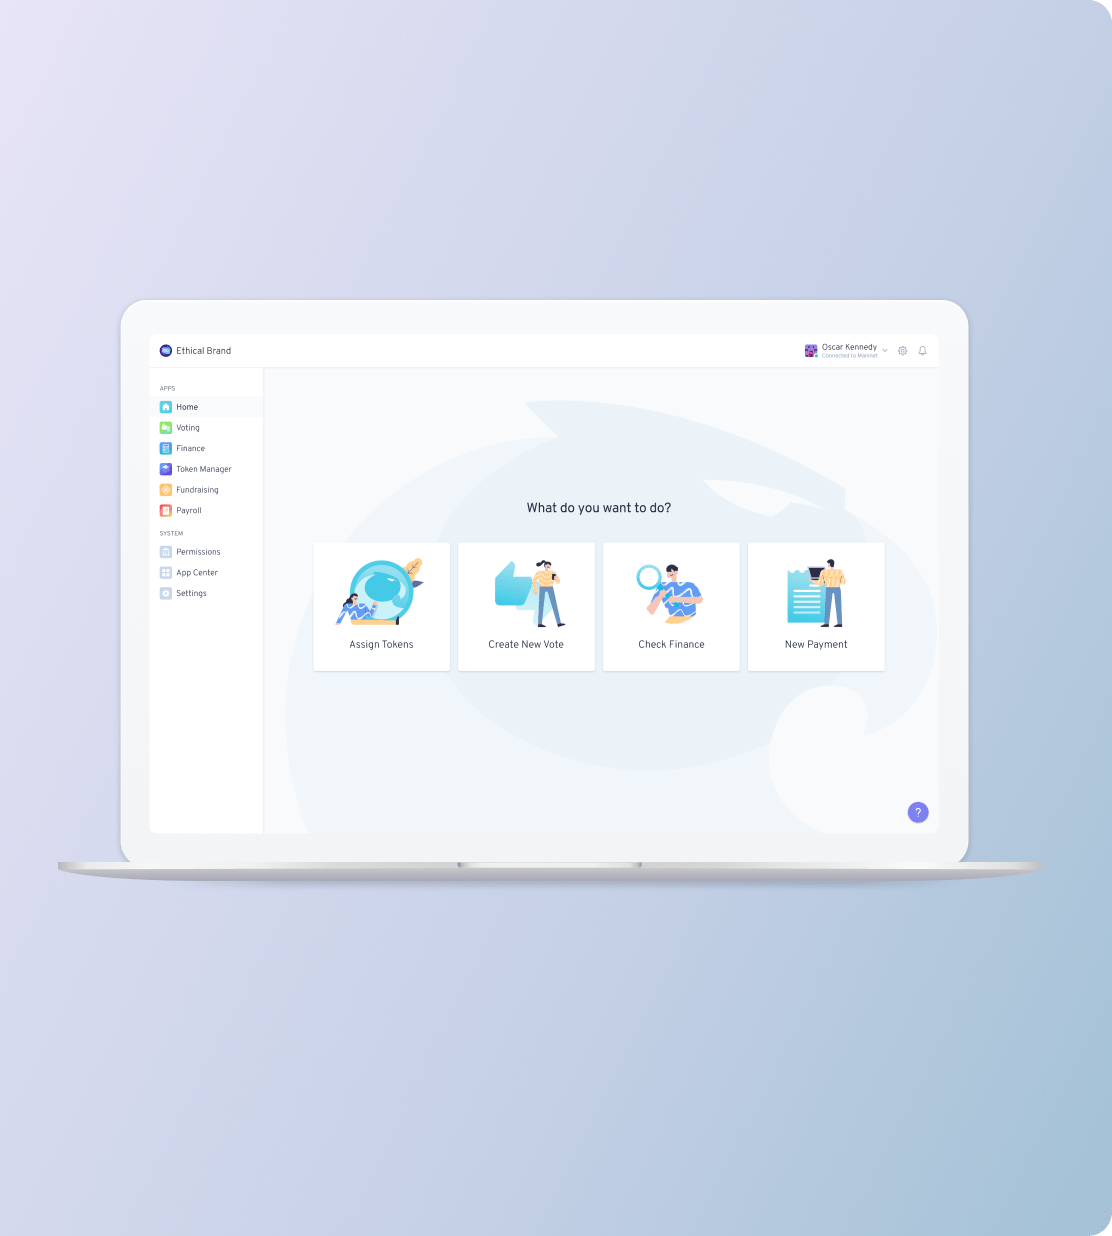 Ethical Brand
Oscar Kennedy
Connected to Mainnet
APPS
Home
Voting
Finance
Token Manager
Fundraising
Payroll
SYSTEM
Permissions
App Center
Settings
What do you want to do?
Assign Tokens
Create New Vote
Check Finance
New Payment
?